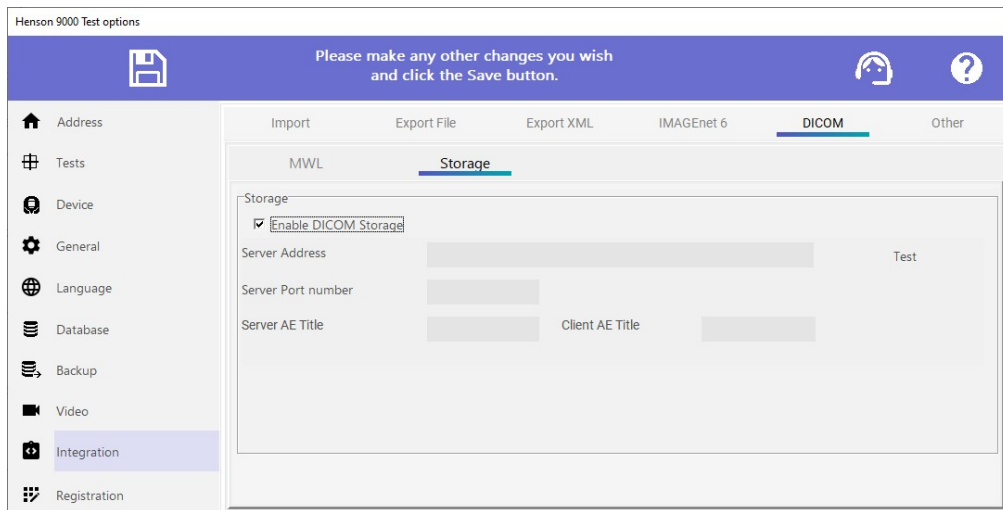 Henson 9000 Test options
Please make any other changes you wish
and click the Save button.
Address
Tests
Device
General
Language
Database
Backup
Video
Integration
Registration
Import Export File Export XML IMAGEnet 6 DICOM Other
MWL Storage
Storage
Enable DICOM Storage
Server Address Test
Server Port number
Server AE Title Client AE Title